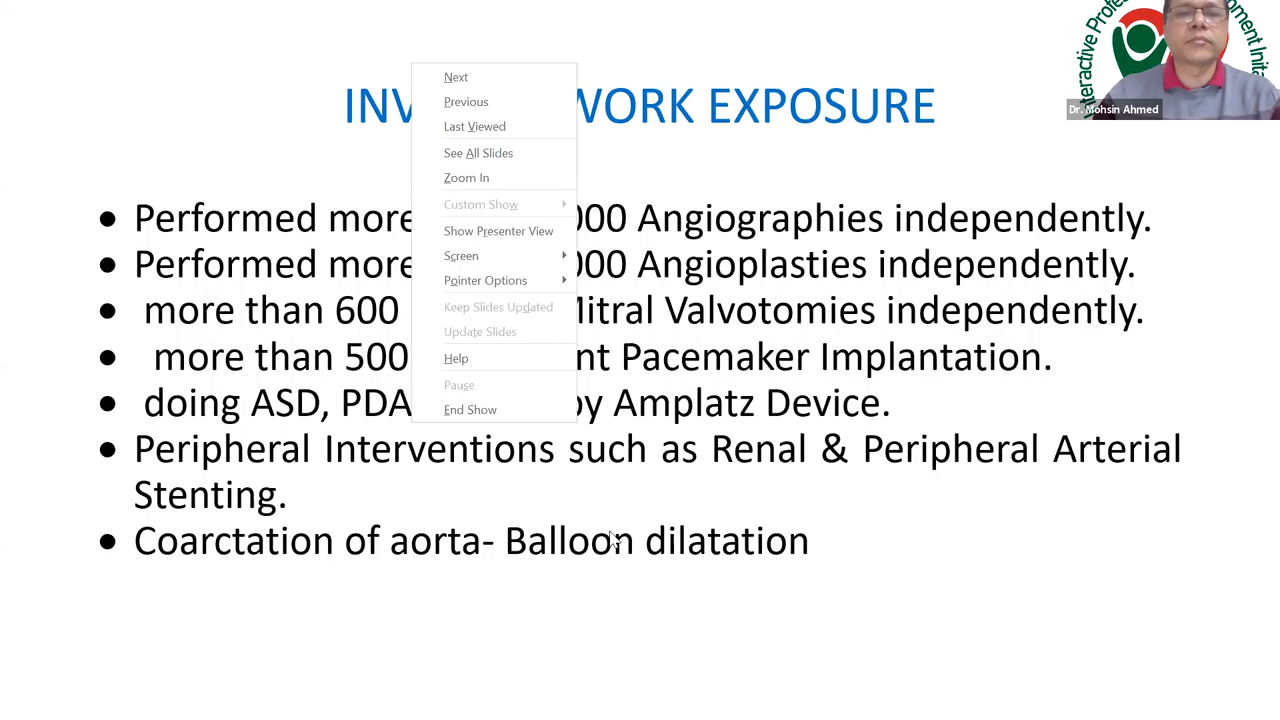 INV WORK EXPOSURE
Performed more 000 Angiographies independently.
Performed more 000 Angioplasties independently.
more than 600 Mitral Valvotomies independently.
more than 500 nt Pacemaker Implantation.
doing ASD, PDA by Amplatz Device.
Peripheral Interventions such as Renal & Peripheral Arterial
Stenting.
Coarctation of aorta- Balloon dilatation
Next
Previous
Last Viewed
See All Slides
Zoom In
Custom Show
Show Presenter View
Screen
Pointer Options
Keep Slides Updated
Update Slides
Help
Pause
End Show
Dr. Mohsin Ahmed